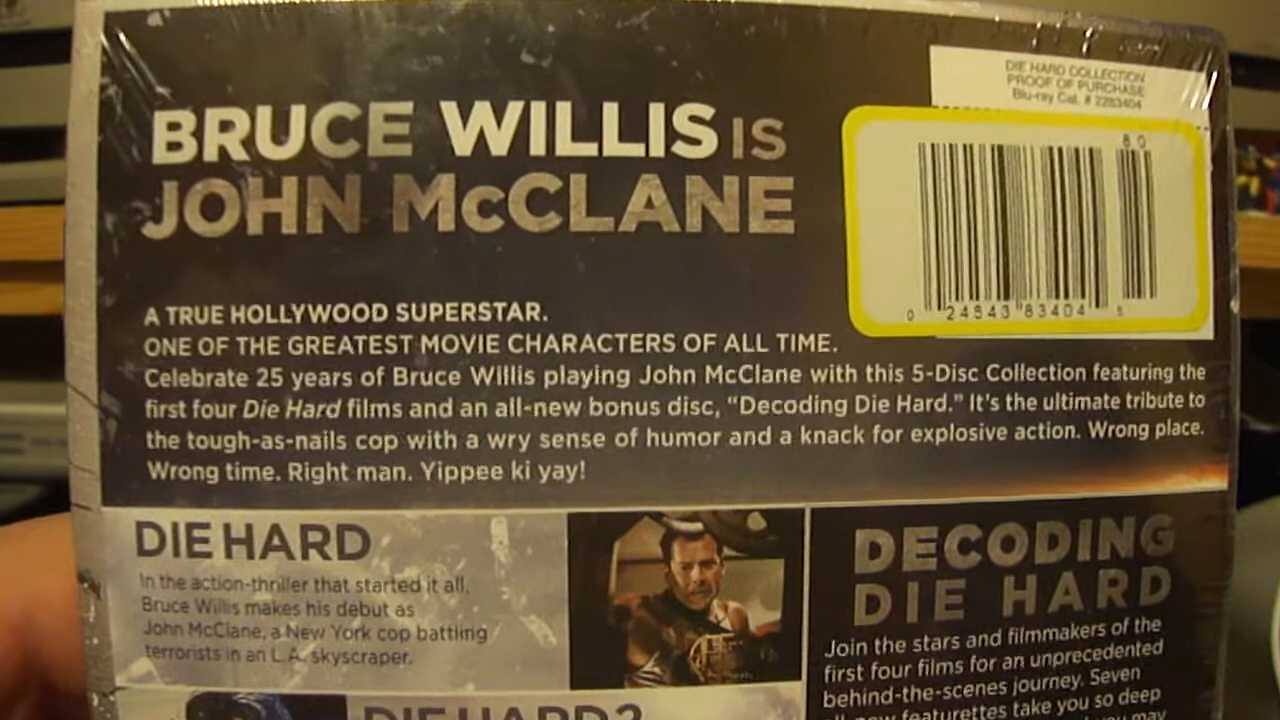 DIE HARD COLLECTION
PROOF OF PURCHASE
Blu-ray Cat. # 2283404
BRUCE WILLIS IS
JOHN McCLANE
80
0 24543 83404 5
A TRUE HOLLYWOOD SUPERSTAR.
ONE OF THE GREATEST MOVIE CHARACTERS OF ALL TIME.
Celebrate 25 years of Bruce Willis playing John McClane with this 5-Disc Collection featuring the
first four Die Hard films and an all-new bonus disc, “Decoding Die Hard.” It’s the ultimate tribute to
the tough-as-nails cop with a wry sense of humor and a knack for explosive action. Wrong place.
Wrong time. Right man. Yippee ki yay!
DIE HARD
In the action-thriller that started it all,
Bruce Willis makes his debut as
John McClane, a New York cop battling
terrorists in an L.A. skyscraper.
DIE HARD 2
DECODING
DIE HARD
Join the stars and filmmakers of the
first four films for an unprecedented
behind-the-scenes journey. Seven
all-new featurettes take you so deep
you may